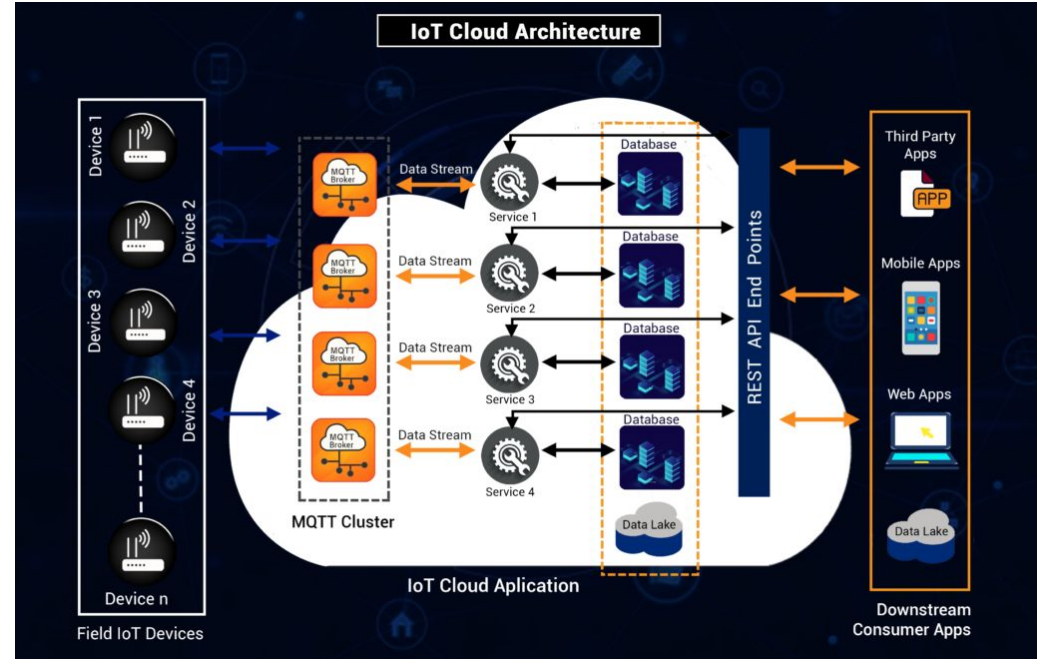 IoT Cloud Architecture
Device 1
Device 2
Device 3
Device 4
Device n
Field IoT Devices
MQTT
Broker
MQTT
Broker
MQTT
Broker
MQTT
Broker
MQTT Cluster
Data Stream
Data Stream
Data Stream
Data Stream
Service 1
Service 2
Service 3
Service 4
Database
Database
Database
Database
Data Lake
IoT Cloud Aplication
REST API End Points
Third Party
Apps
APP
Mobile Apps
Web Apps
Data Lake
Downstream
Consumer Apps